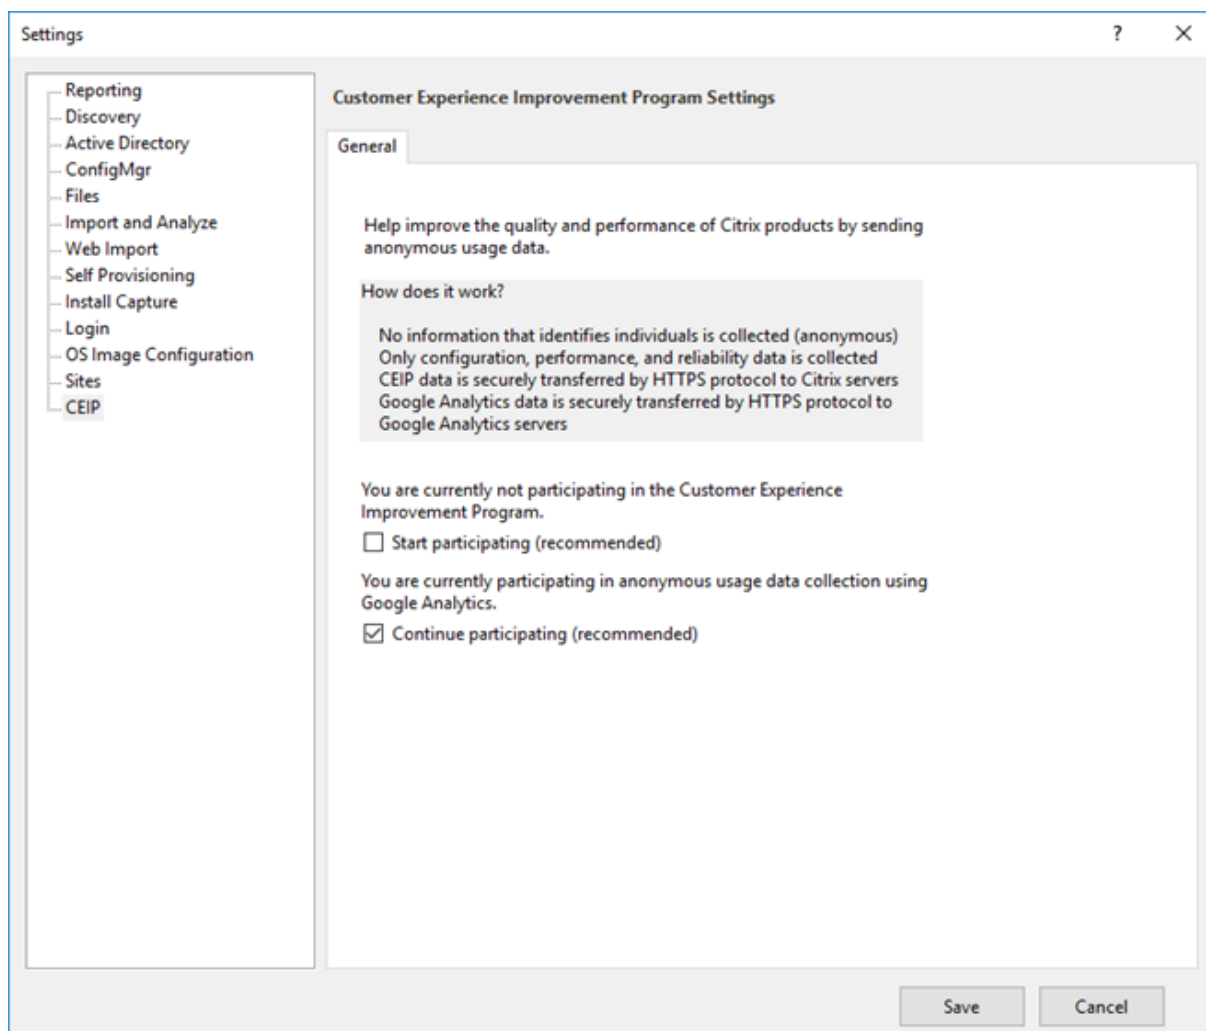 Settings
?
Reporting
Discovery
Active Directory
ConfigMgr
Files
Import and Analyze
Web Import
Self Provisioning
Install Capture
Login
OS Image Configuration
Sites
CEIP
Customer Experience Improvement Program Settings
General
Help improve the quality and performance of Citrix products by sending
anonymous usage data.
How does it work?
No information that identifies individuals is collected (anonymous)
Only configuration, performance, and reliability data is collected
CEIP data is securely transferred by HTTPS protocol to Citrix servers
Google Analytics data is securely transferred by HTTPS protocol to
Google Analytics servers
You are currently not participating in the Customer Experience
Improvement Program.
Start participating (recommended)
You are currently participating in anonymous usage data collection using
Google Analytics.
Continue participating (recommended)
Save
Cancel